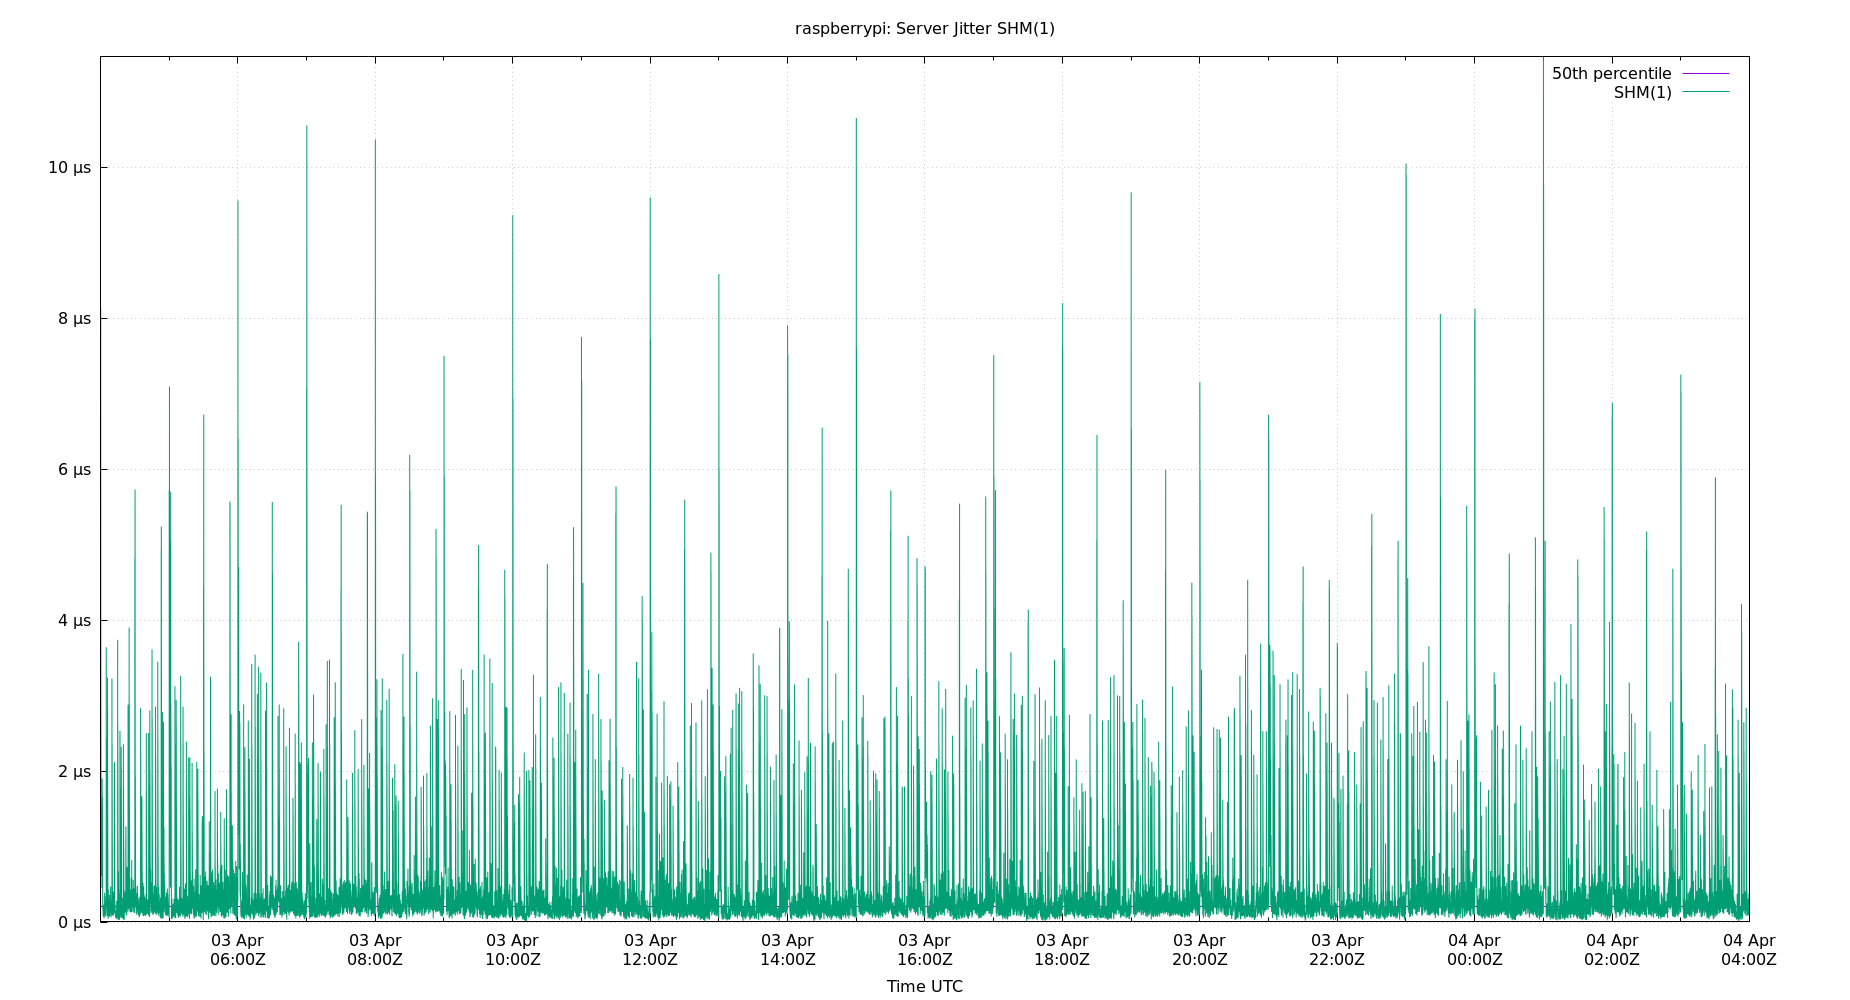 raspberrypi: Server Jitter SHM(1)
50th percentile
SHM(1)
10 µs
8 µs
6 µs
4 µs
2 µs
0 µs
03 Apr 03 Apr 03 Apr 03 Apr 03 Apr 03 Apr 03 Apr 03 Apr 03 Apr 04 Apr 04 Apr 04 Apr
06:00Z 08:00Z 10:00Z 12:00Z 14:00Z 16:00Z 18:00Z 20:00Z 22:00Z 00:00Z 02:00Z 04:00Z
Time UTC